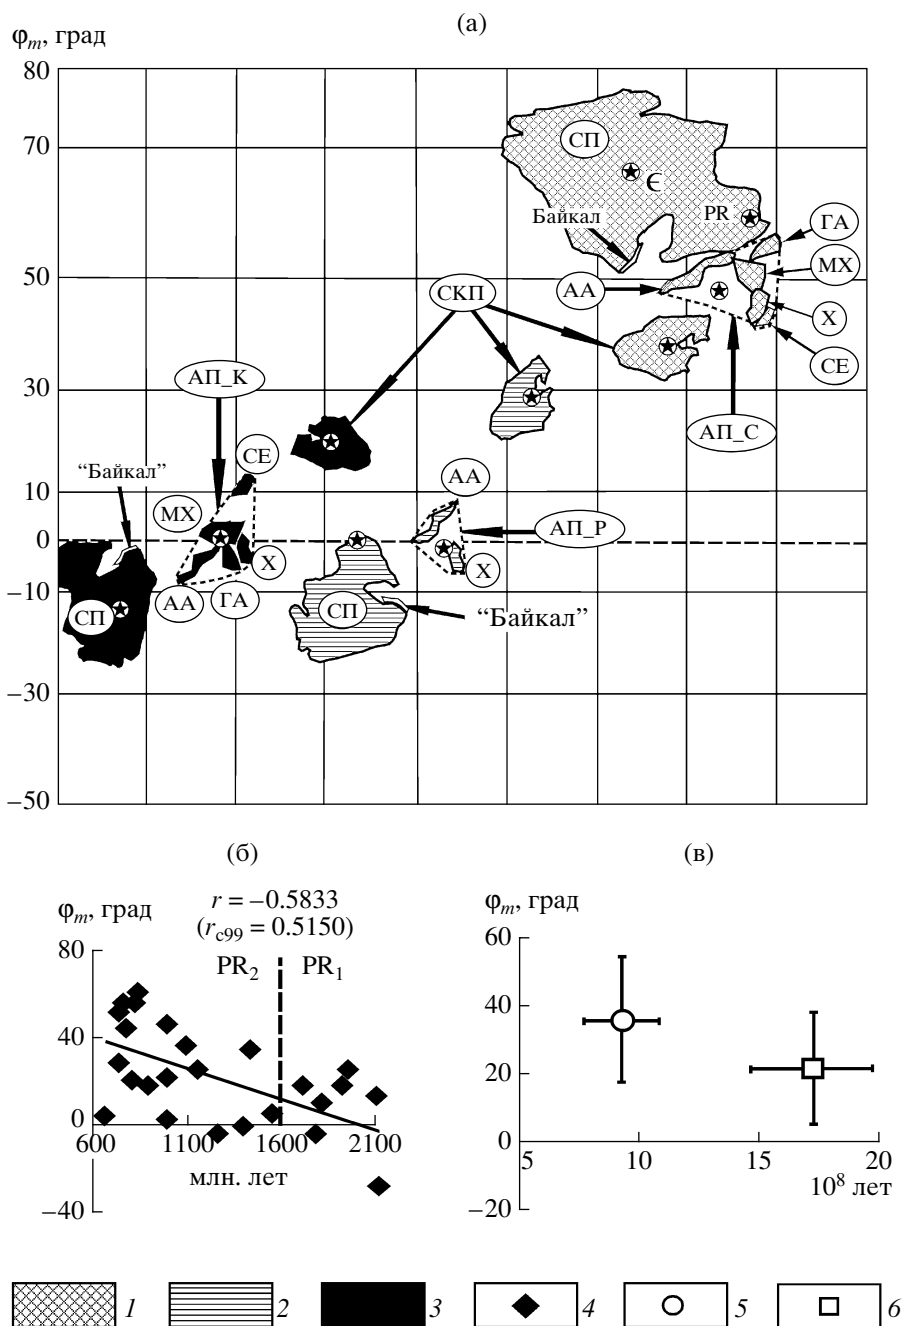 (а)
φm, град
80
70
50
30
10
0
−10
−30
−50
СП
Є
PR
Байкал
ГА
МХ
Х
СЕ
АА
СКП
АП_С
АП_К
СЕ
“Байкал”
МХ
АА
АП_Р
Х
Х
АА
ГА
СП
СП
“Байкал”
(б)
φm, град
r = −0.5833
(rc99 = 0.5150)
PR2
PR1
80
40
0
−40
600
1100
1600
2100
млн. лет
(в)
φm, град
60
40
20
0
−20
5
10
15
20
10⁸ лет
1
2
3
4
5
6